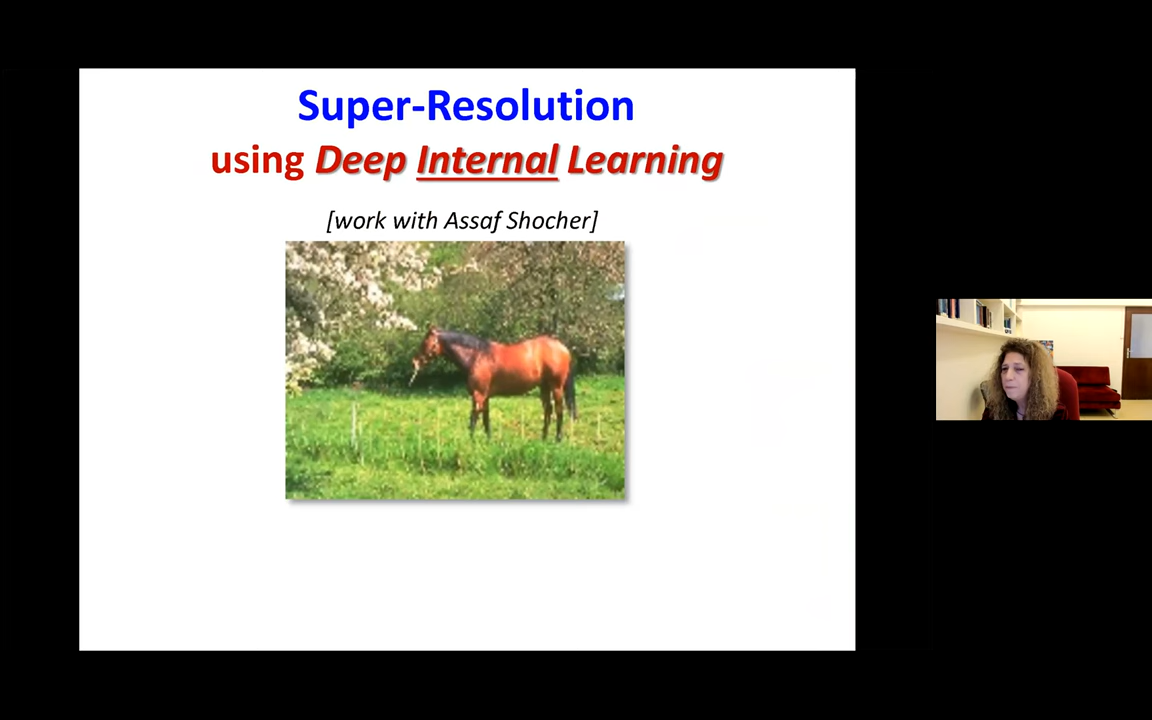 Super-Resolution
using Deep Internal Learning
[work with Assaf Shocher]